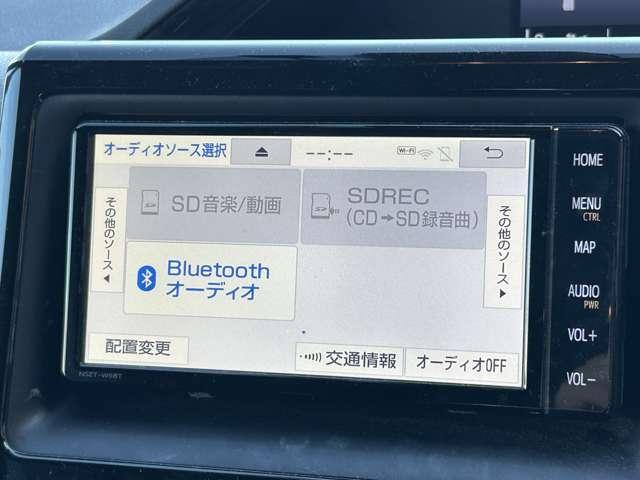 オーディオソース選択
--:--
Wi-Fi
その他のソース
SD音楽/動画
SDREC
(CD→SD録音曲)
その他のソース
Bluetooth
オーディオ
配置変更
交通情報
オーディオOFF
NSZT-W68T
HOME
MENU
CTRL
MAP
AUDIO
PWR
VOL+
VOL-